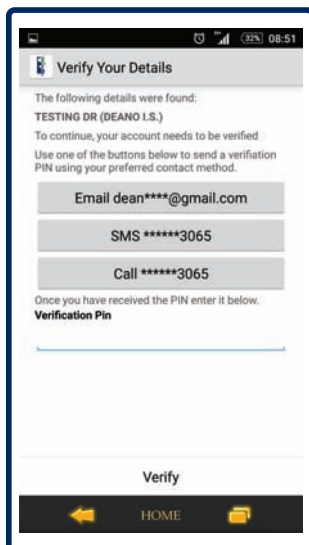 32% 08:51
Verify Your Details
The following details were found:
TESTING DR (DEANO I.S.)
To continue, your account needs to be verified
Use one of the buttons below to send a verifiation
PIN using your preferred contact method.
Email dean****@gmail.com
SMS ******3065
Call ******3065
Once you have received the PIN enter it below.
Verification Pin
Verify
HOME